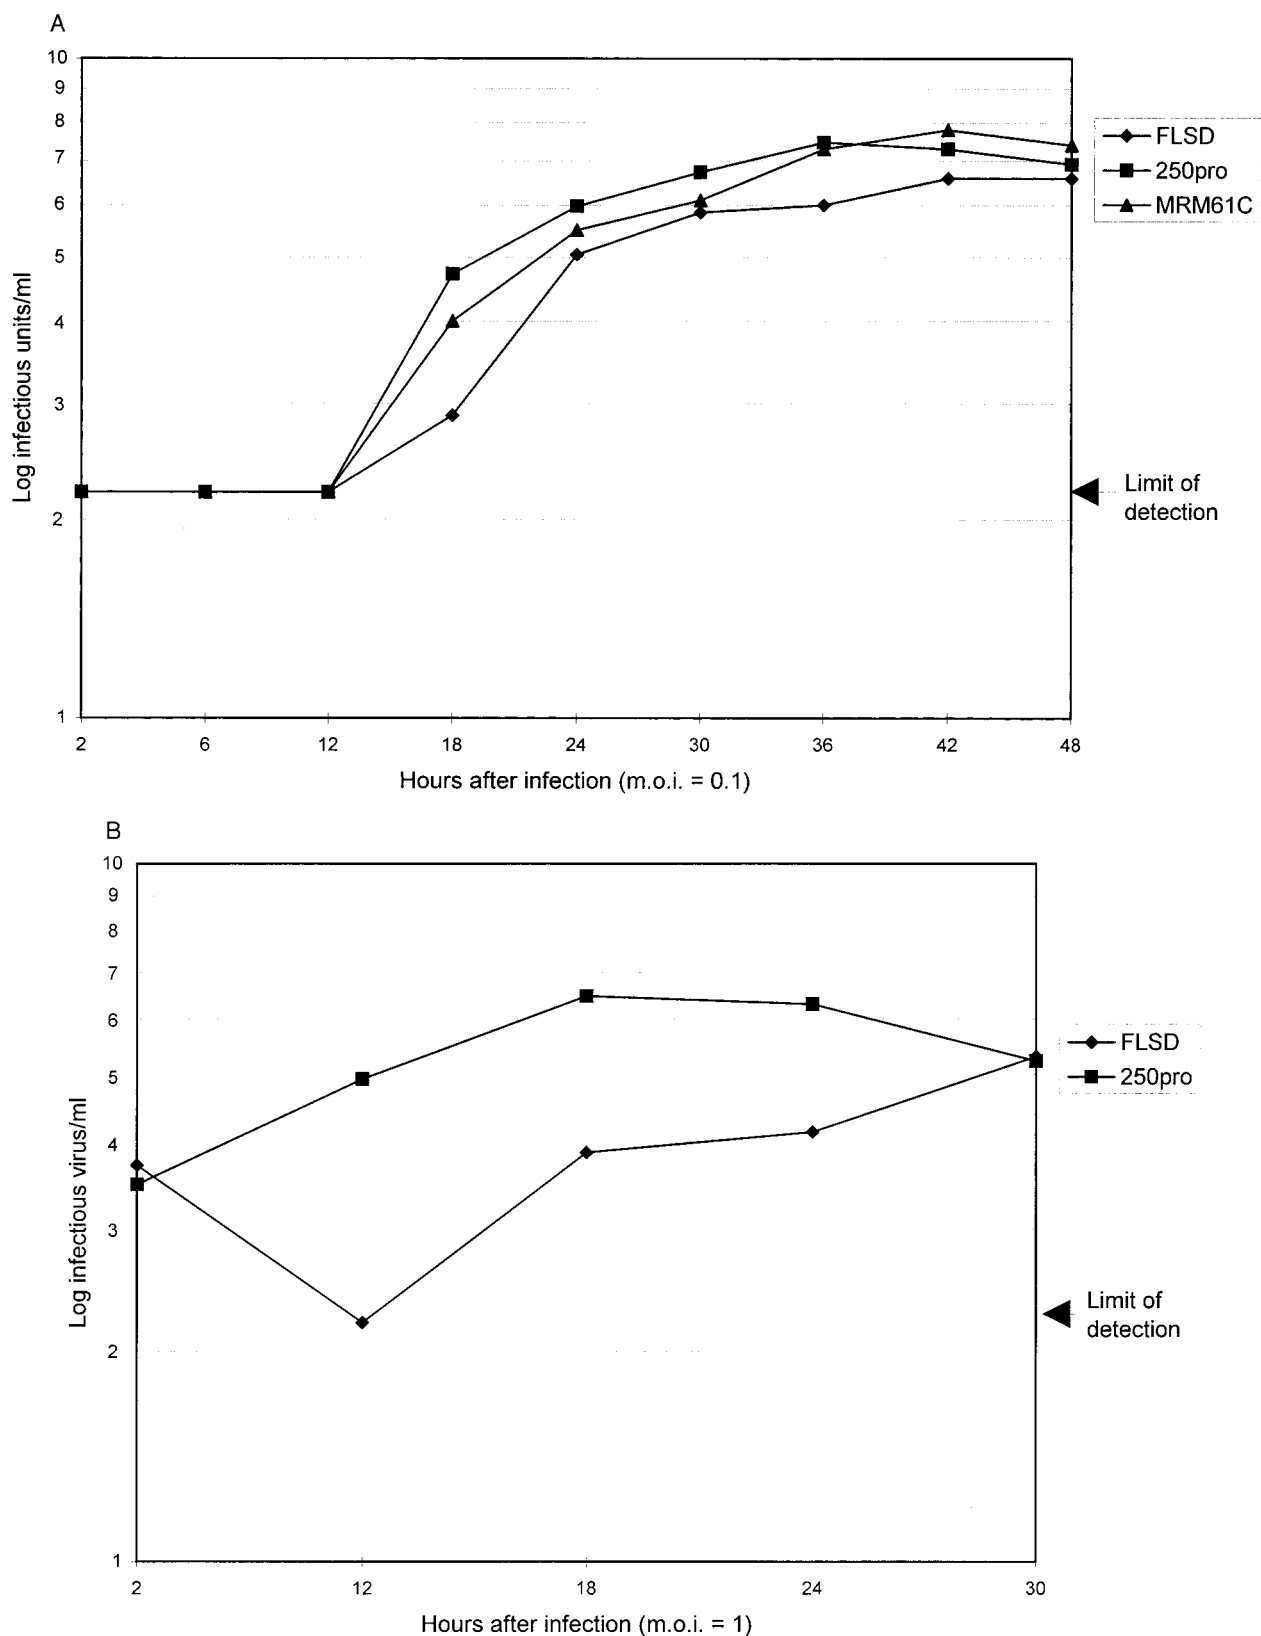 A
10
9
8
7
6
5
4
3
2
1
Log infectious units/ml
2 6 12 18 24 30 36 42 48
Hours after infection (m.o.i. = 0.1)
FLSD
250pro
MRM61C
Limit of
detection
B
10
9
8
7
6
5
4
3
2
1
Log infectious virus/ml
2 12 18 24 30
Hours after infection (m.o.i. = 1)
FLSD
250pro
Limit of
detection